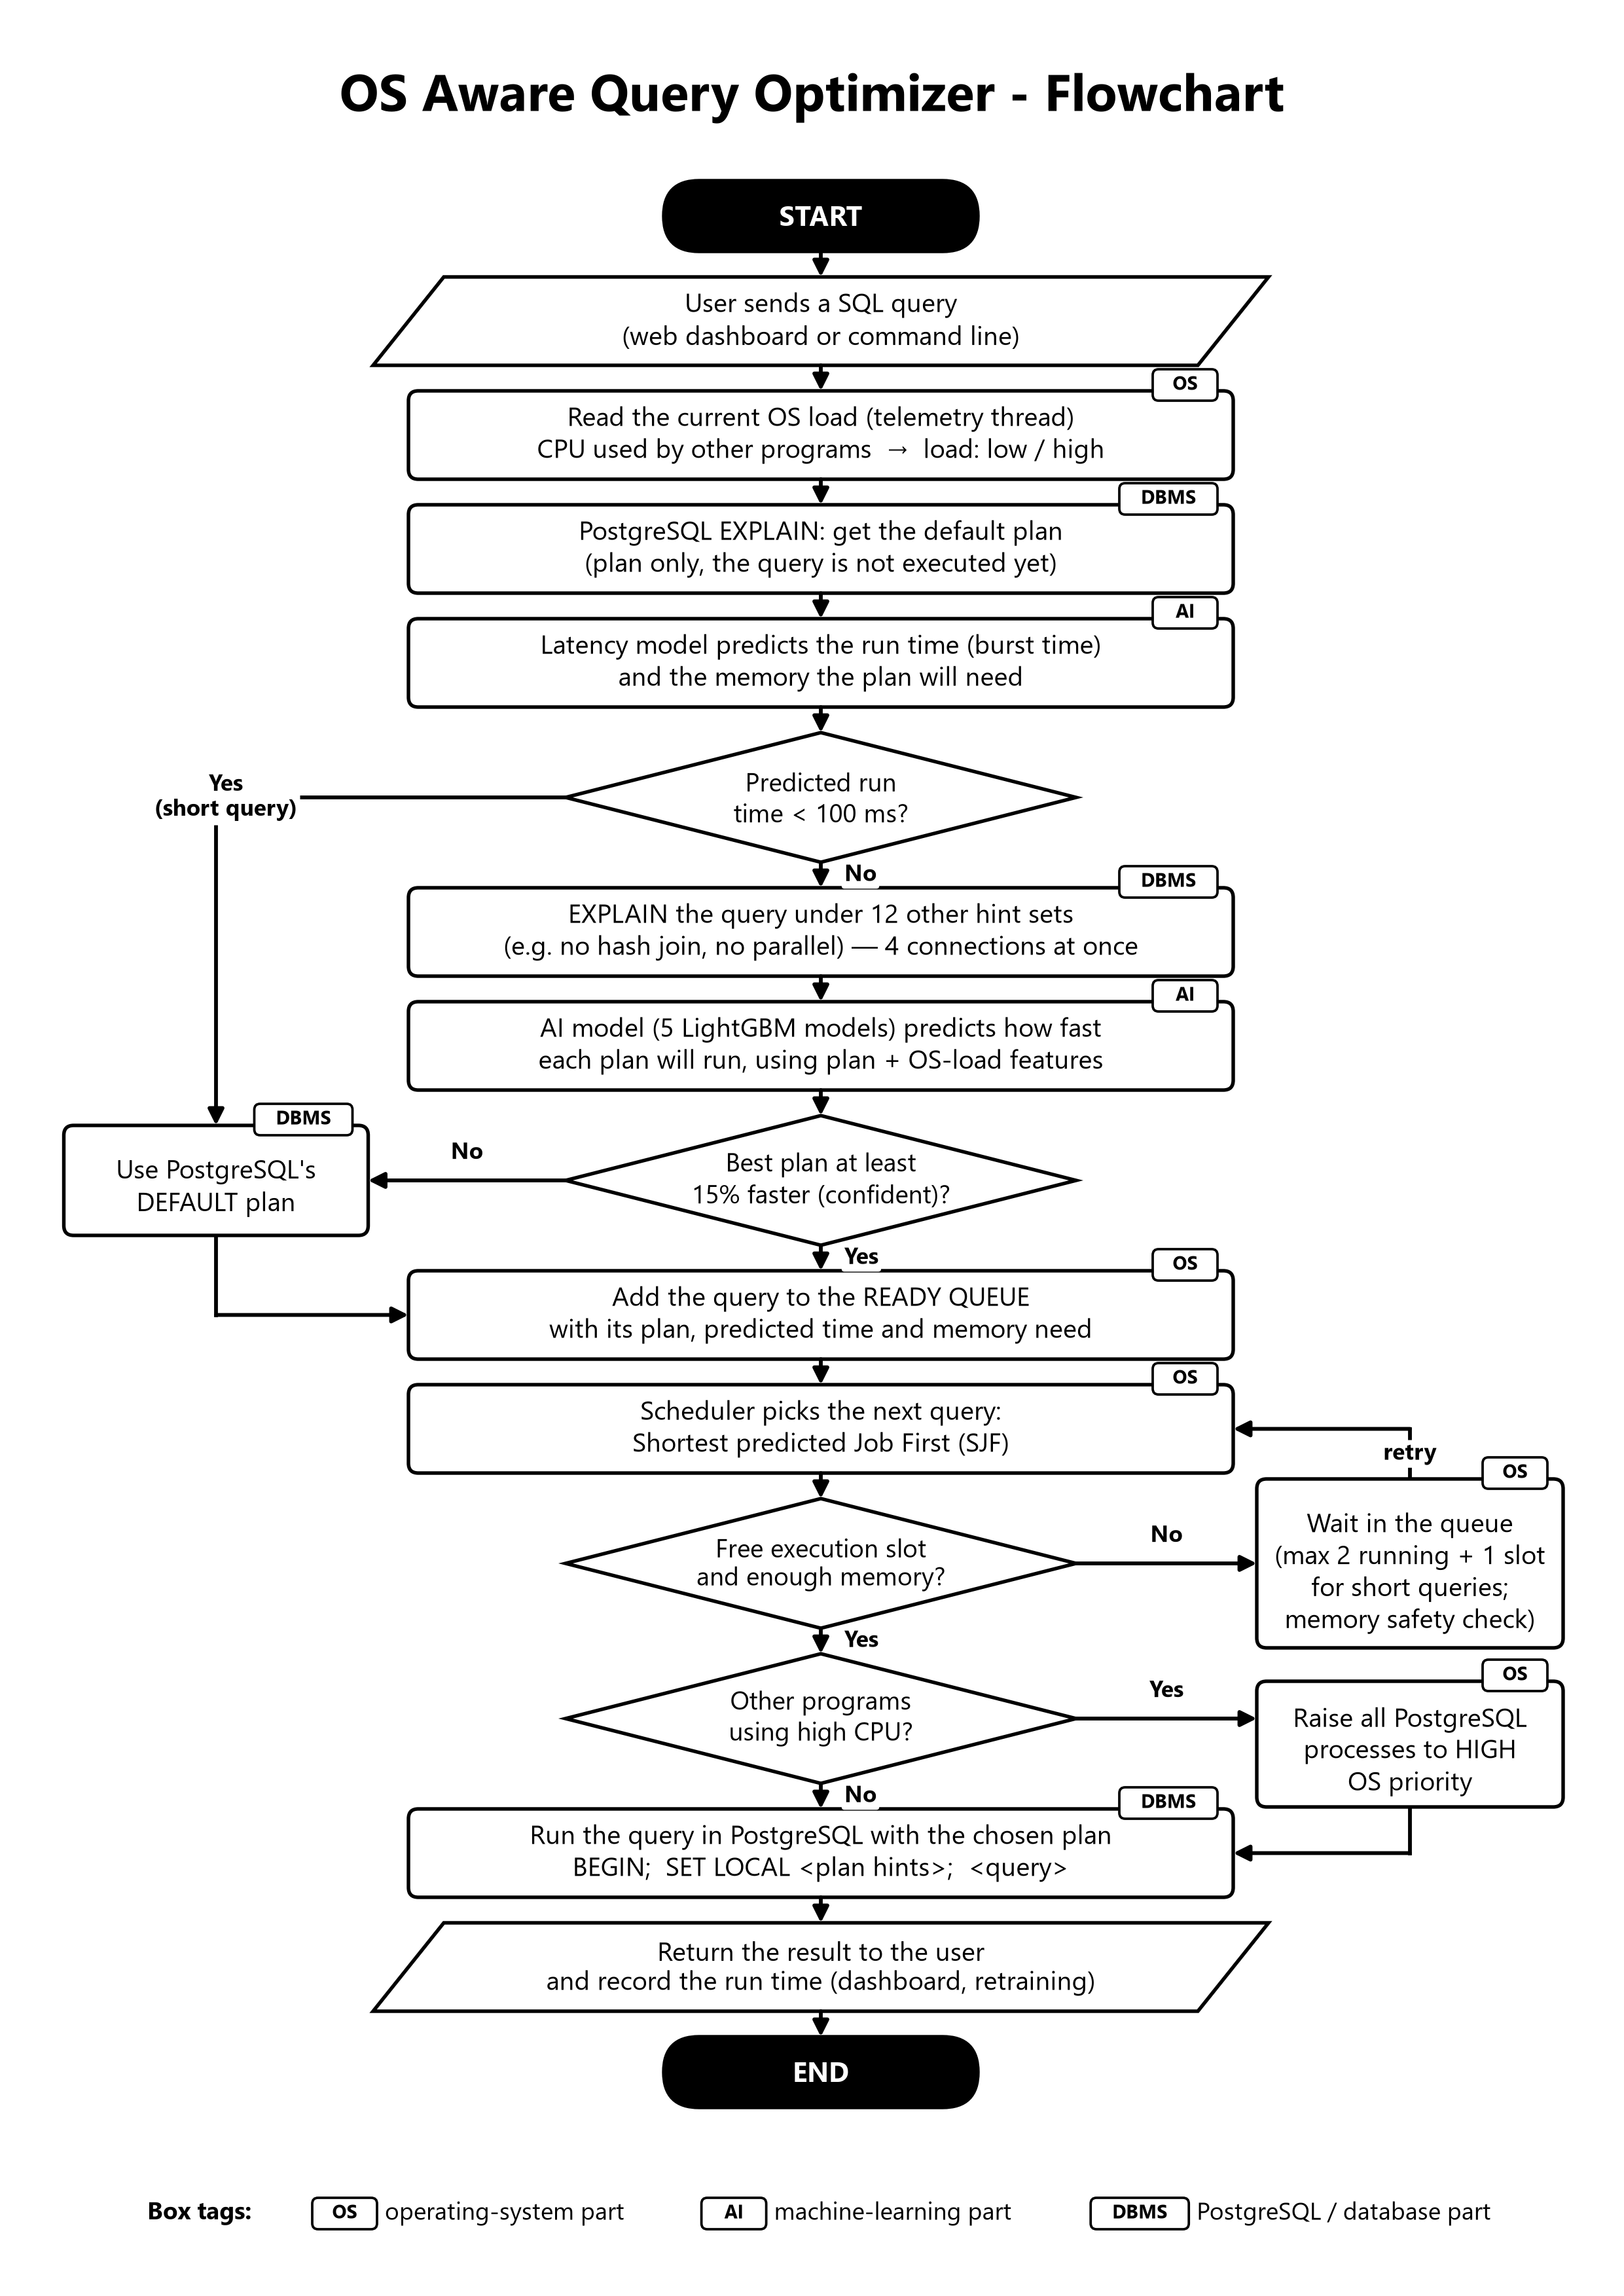 OS Aware Query Optimizer - Flowchart
START
User sends a SQL query
(web dashboard or command line)
OS
Read the current OS load (telemetry thread)
CPU used by other programs → load: low / high
DBMS
PostgreSQL EXPLAIN: get the default plan
(plan only, the query is not executed yet)
AI
Latency model predicts the run time (burst time)
and the memory the plan will need
Predicted run
time < 100 ms?
Yes
(short query)
No
DBMS
EXPLAIN the query under 12 other hint sets
(e.g. no hash join, no parallel) — 4 connections at once
AI
AI model (5 LightGBM models) predicts how fast
each plan will run, using plan + OS-load features
DBMS
Use PostgreSQL's
DEFAULT plan
No
Best plan at least
15% faster (confident)?
Yes
OS
Add the query to the READY QUEUE
with its plan, predicted time and memory need
OS
Scheduler picks the next query:
Shortest predicted Job First (SJF)
retry
OS
Wait in the queue
(max 2 running + 1 slot
for short queries;
memory safety check)
Free execution slot
and enough memory?
No
Yes
Other programs
using high CPU?
Yes
OS
Raise all PostgreSQL
processes to HIGH
OS priority
No
DBMS
Run the query in PostgreSQL with the chosen plan
BEGIN; SET LOCAL <plan hints>; <query>
Return the result to the user
and record the run time (dashboard, retraining)
END
Box tags:
OS operating-system part
AI machine-learning part
DBMS PostgreSQL / database part